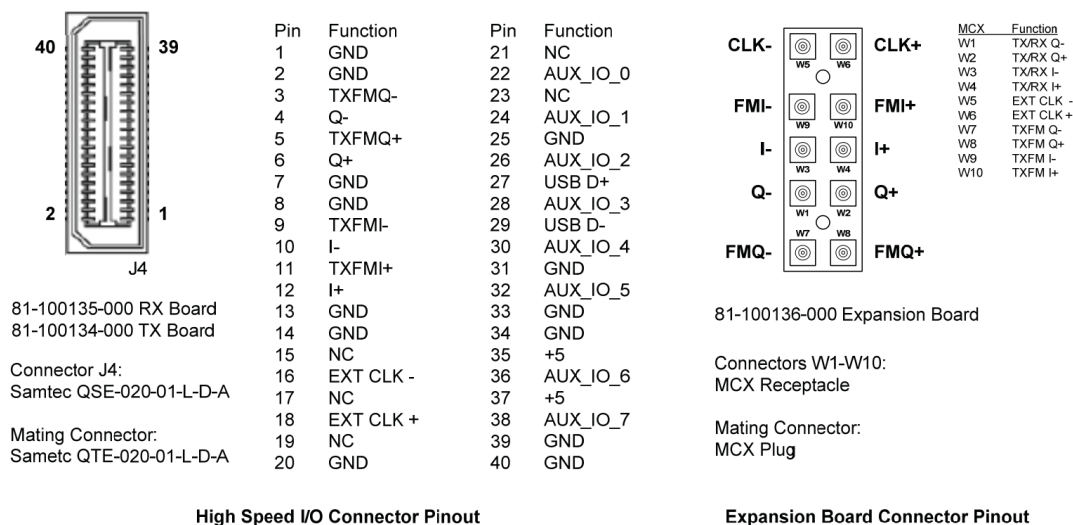 40
39
2
1
J4
81-100135-000 RX Board
81-100134-000 TX Board
Connector J4:
Samtec QSE-020-01-L-D-A
Mating Connector:
Sametc QTE-020-01-L-D-A
Pin Function
1 GND
2 GND
3 TXFMQ-
4 Q-
5 TXFMQ+
6 Q+
7 GND
8 GND
9 TXFMI-
10 I-
11 TXFMI+
12 I+
13 GND
14 GND
15 NC
16 EXT CLK -
17 NC
18 EXT CLK +
19 NC
20 GND
Pin Function
21 NC
22 AUX_IO_0
23 NC
24 AUX_IO_1
25 GND
26 AUX_IO_2
27 USB D+
28 AUX_IO_3
29 USB D-
30 AUX_IO_4
31 GND
32 AUX_IO_5
33 GND
34 GND
35 +5
36 AUX_IO_6
37 +5
38 AUX_IO_7
39 GND
40 GND
High Speed I/O Connector Pinout
CLK- CLK+
W5 W6
FMI- FMI+
W9 W10
I- I+
W3 W4
Q- Q+
W1 W2
W7 W8
FMQ- FMQ+
MCX Function
W1 TX/RX Q-
W2 TX/RX Q+
W3 TX/RX I-
W4 TX/RX I+
W5 EXT CLK -
W6 EXT CLK +
W7 TXFM Q-
W8 TXFM Q+
W9 TXFM I-
W10 TXFM I+
81-100136-000 Expansion Board
Connectors W1-W10:
MCX Receptacle
Mating Connector:
MCX Plug
Expansion Board Connector Pinout